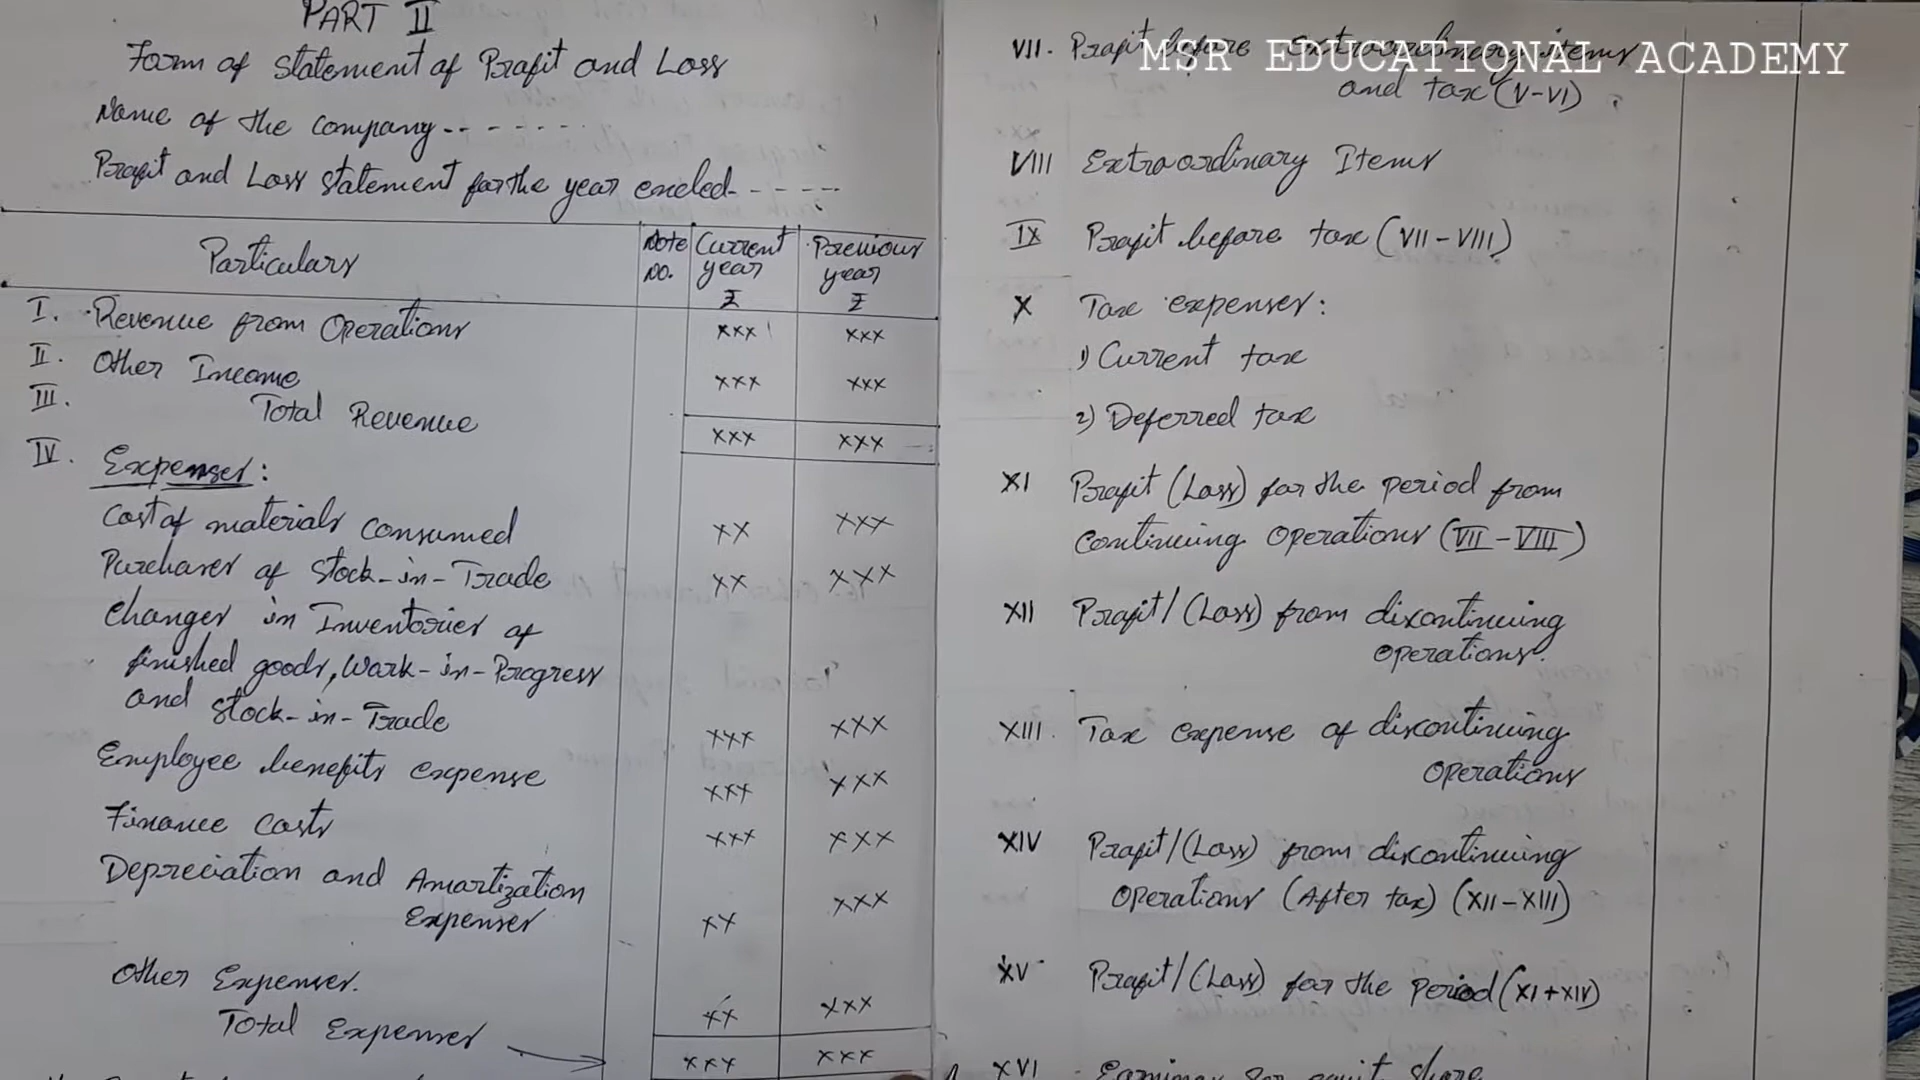 PART II
Form of Statement of Profit and Loss
Name of the company - - - - - - -
Profit and Loss Statement for the year ended - - - - -
Particulars
Note No.
Current year ₹
Previous year ₹
I. Revenue from Operations xxx xxx
II. Other Income xxx xxx
III. Total Revenue xxx xxx
IV. Expenses:
Cost of materials consumed xx xxx
Purchases of Stock-in-Trade xx xxx
Changes in Inventories of
finished goods, Work-in-Progress
and Stock-in-Trade xxx xxx
Employee benefits expense xxx xxx
Finance Costs xxx xxx
Depreciation and Amartization
Expenses xx xxx
Other Expenses. xx xxx
Total Expenses xxx xxx
MSR EDUCATIONAL ACADEMY
VII. Profit before extraordinary items
and tax (V-VI)
VIII Extraordinary Items
IX Profit before tax (VII-VIII)
X Tax expenses:
1) Current tax
2) Deferred tax
XI Profit (Loss) for the period from
continuing operations (VII-VIII)
XII Profit/(Loss) from discontinuing
operations.
XIII. Tax expense of discontinuing
operations
XIV Profit/(Loss) from discontinuing
operations (After tax) (XII-XIII)
XV Profit/(Loss) for the period (XI+XIV)
XVI share